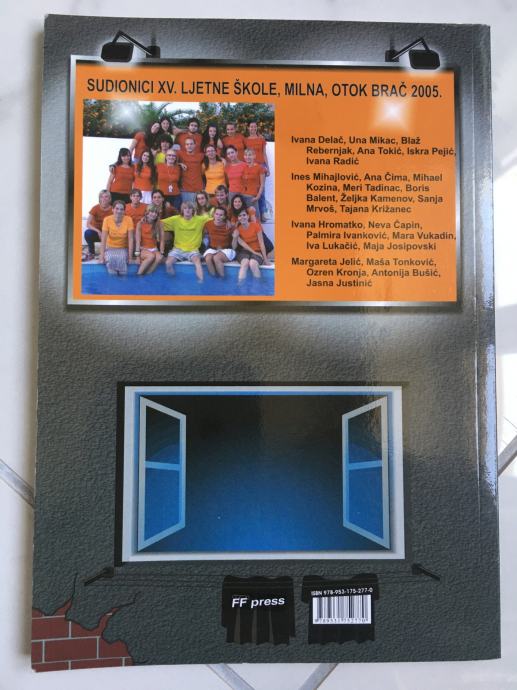 SUDIONICI XV. LJETNE ŠKOLE, MILNA, OTOK BRAČ 2005.
Ivana Delač, Una Mikac, Blaž
Rebernjak, Ana Tokić, Iskra Pejić,
Ivana Radić
Ines Mihajlović, Ana Čima, Mihael
Kozina, Meri Tadinac, Boris
Balent, Željka Kamenov, Sanja
Mrvoš, Tajana Križanec
Ivana Hromatko, Neva Čapin,
Palmira Ivanković, Mara Vukadin,
Iva Lukačić, Maja Josipovski
Margareta Jelić, Maša Tonković,
Ozren Kronja, Antonija Bušić,
Jasna Justinić
FF press
ISBN 978-953-175-277-0
9 789531 752770